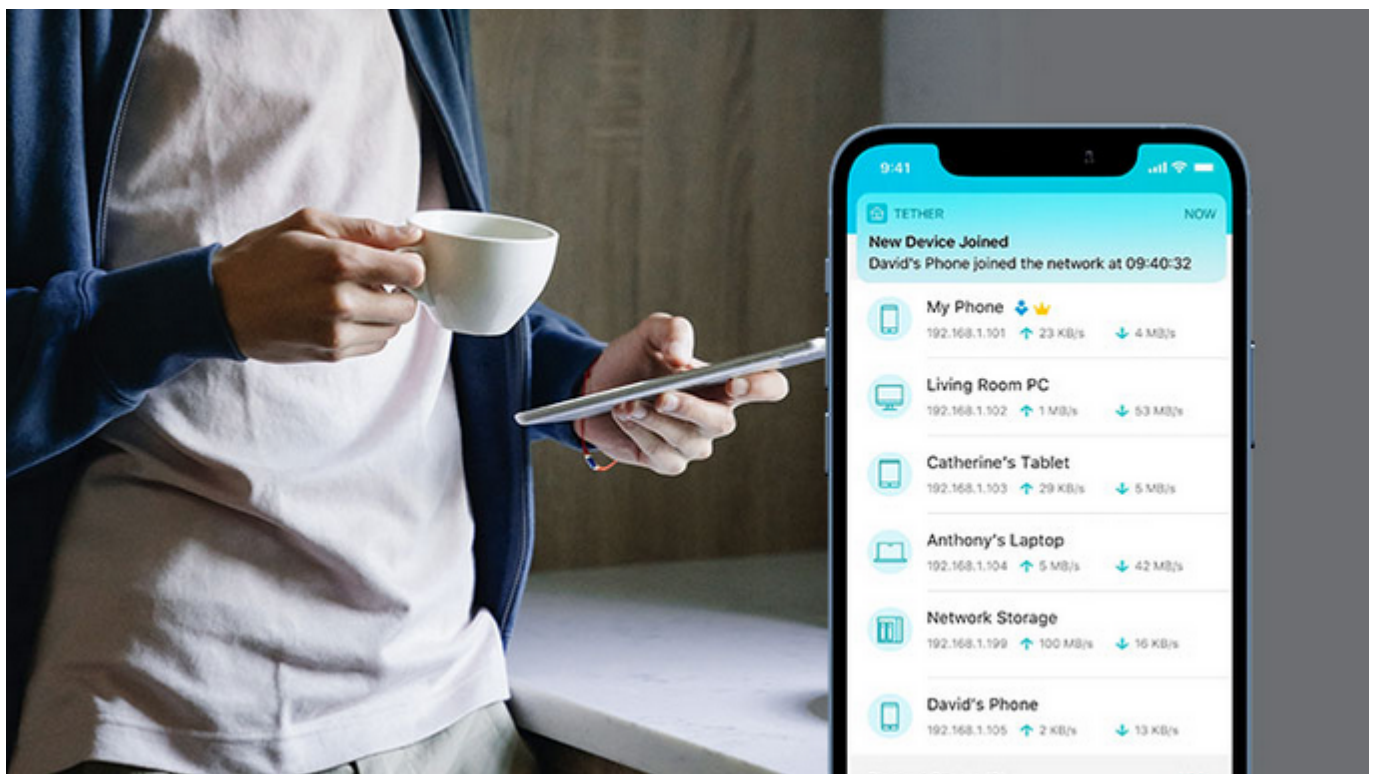 9:41
TETHER NOW
New Device Joined
David's Phone joined the network at 09:40:32
My Phone
192.168.1.101 ↑ 23 KB/s ↓ 4 MB/s
Living Room PC
192.168.1.102 ↑ 1 MB/s ↓ 53 MB/s
Catherine's Tablet
192.168.1.103 ↑ 29 KB/s ↓ 5 MB/s
Anthony's Laptop
192.168.1.104 ↑ 5 MB/s ↓ 42 MB/s
Network Storage
192.168.1.199 ↑ 100 MB/s ↓ 16 KB/s
David's Phone
192.168.1.105 ↑ 2 KB/s ↓ 13 KB/s